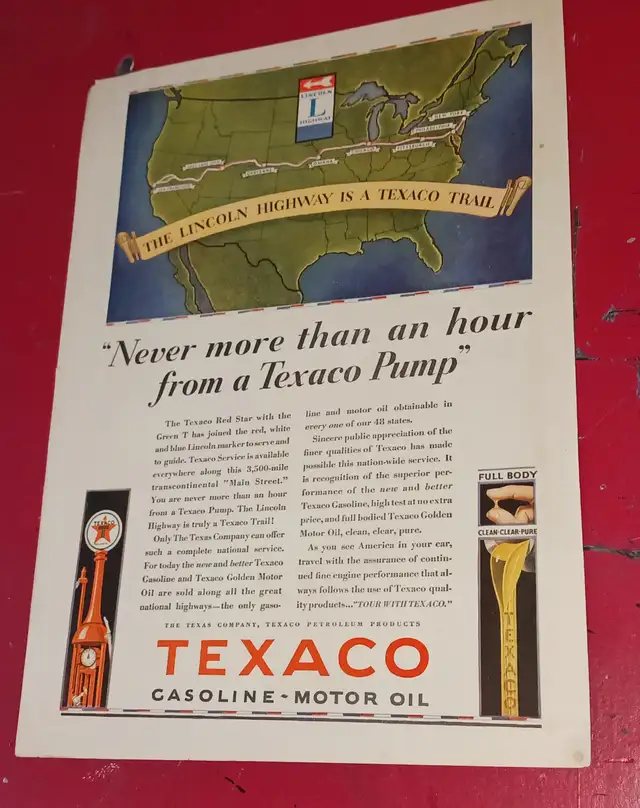 LINCOLN
L
HIGHWAY
NEW YORK
PHILADELPHIA
PITTSBURGH
CHICAGO
OMAHA
CHEYENNE
THE LINCOLN HIGHWAY IS A TEXACO TRAIL
"Never more than an hour
from a Texaco Pump"
The Texaco Red Star with the
Green T has joined the red, white
and blue Lincoln marker to serve and
to guide. Texaco Service is available
everywhere along this 3,500-mile
transcontinental "Main Street."
You are never more than an hour
from a Texaco Pump. The Lincoln
Highway is truly a Texaco Trail!
Only The Texas Company can offer
such a complete national service.
For today the new and better Texaco
Gasoline and Texaco Golden Motor
Oil are sold along all the great
national highways—the only gaso-
line and motor oil obtainable in
every one of our 48 states.
Sincere public appreciation of the
finer qualities of Texaco has made
possible this nation-wide service. It
is recognition of the superior per-
formance of the new and better
Texaco Gasoline, high test at no extra
price, and full bodied Texaco Golden
Motor Oil, clean, clear, pure.
As you see America in your car,
travel with the assurance of contin-
ued fine engine performance that al-
ways follows the use of Texaco qual-
ity products..."TOUR WITH TEXACO."
FULL BODY
CLEAN·CLEAR·PURE
TEXACO
TEXACO
THE TEXAS COMPANY, TEXACO PETROLEUM PRODUCTS
TEXACO
GASOLINE~MOTOR OIL